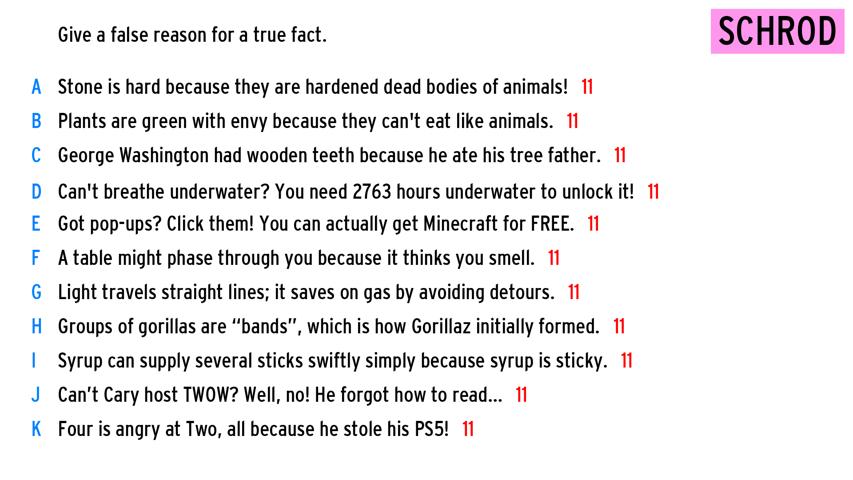 Give a false reason for a true fact.
SCHROD
A Stone is hard because they are hardened dead bodies of animals! 11
B Plants are green with envy because they can't eat like animals. 11
C George Washington had wooden teeth because he ate his tree father. 11
D Can't breathe underwater? You need 2763 hours underwater to unlock it! 11
E Got pop-ups? Click them! You can actually get Minecraft for FREE. 11
F A table might phase through you because it thinks you smell. 11
G Light travels straight lines; it saves on gas by avoiding detours. 11
H Groups of gorillas are “bands”, which is how Gorillaz initially formed. 11
I Syrup can supply several sticks swiftly simply because syrup is sticky. 11
J Can’t Cary host TWOW? Well, no! He forgot how to read... 11
K Four is angry at Two, all because he stole his PS5! 11